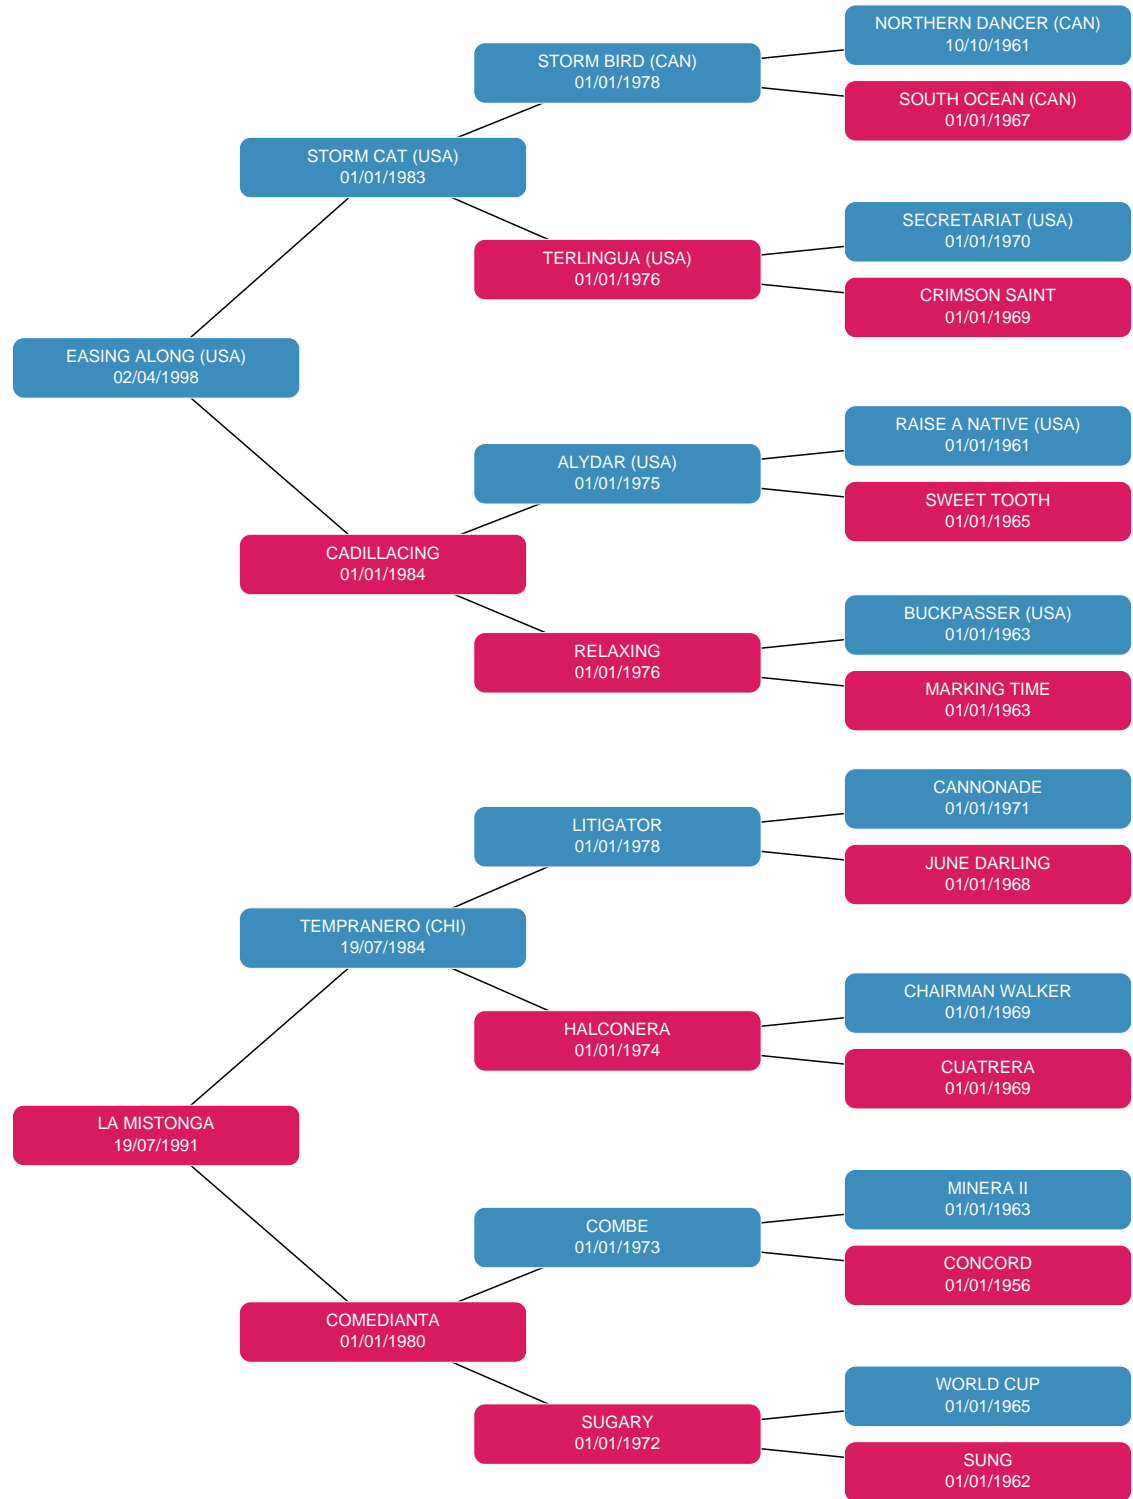 NORTHERN DANCER (CAN)
10/10/1961
STORM BIRD (CAN)
01/01/1978
SOUTH OCEAN (CAN)
01/01/1967
STORM CAT (USA)
01/01/1983
SECRETARIAT (USA)
01/01/1970
TERLINGUA (USA)
01/01/1976
CRIMSON SAINT
01/01/1969
EASING ALONG (USA)
02/04/1998
RAISE A NATIVE (USA)
01/01/1961
ALYDAR (USA)
01/01/1975
SWEET TOOTH
01/01/1965
CADILLACING
01/01/1984
BUCKPASSER (USA)
01/01/1963
RELAXING
01/01/1976
MARKING TIME
01/01/1963
CANNONADE
01/01/1971
LITIGATOR
01/01/1978
JUNE DARLING
01/01/1968
TEMPRANERO (CHI)
19/07/1984
CHAIRMAN WALKER
01/01/1969
HALCONERA
01/01/1974
CUATRERA
01/01/1969
LA MISTONGA
19/07/1991
MINERA II
01/01/1963
COMBE
01/01/1973
CONCORD
01/01/1956
COMEDIANTA
01/01/1980
WORLD CUP
01/01/1965
SUGARY
01/01/1972
SUNG
01/01/1962